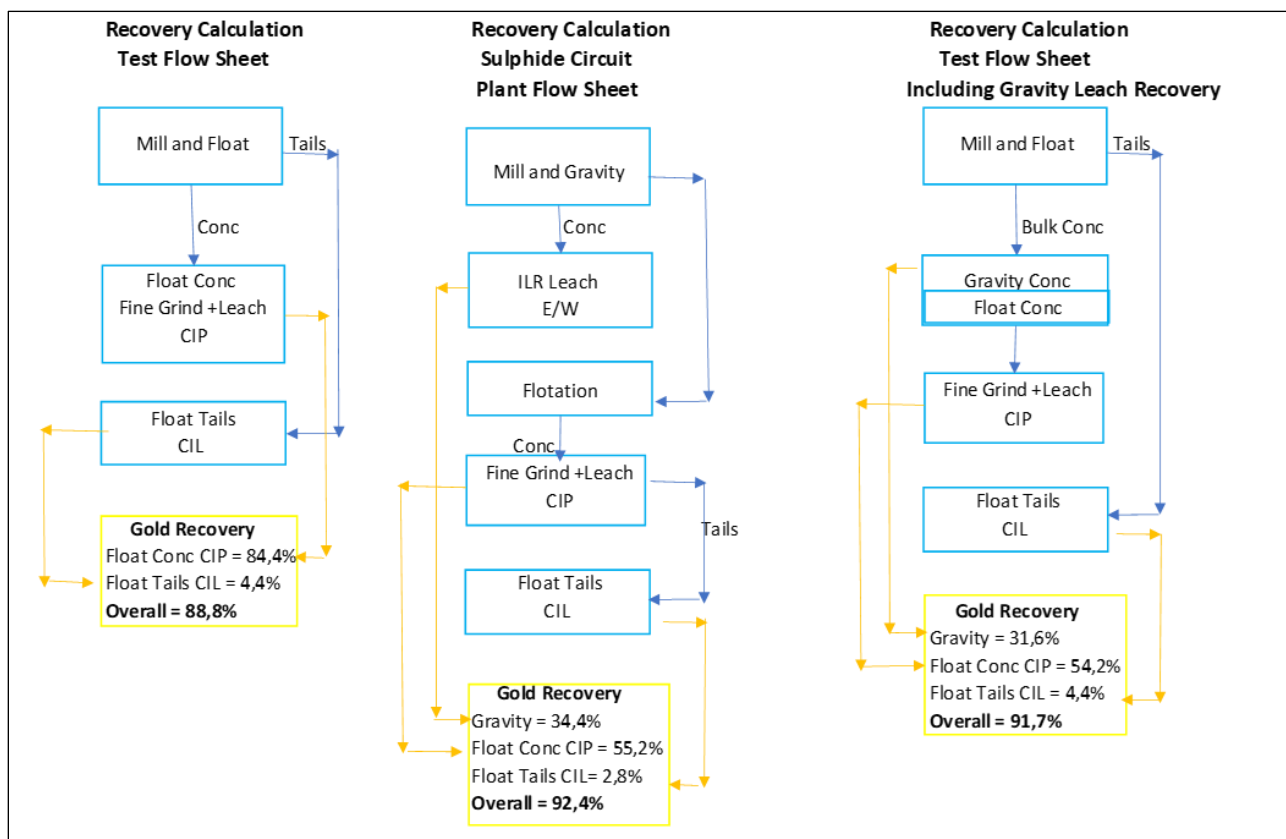 Recovery Calculation
Test Flow Sheet
Mill and Float
Tails
Conc
Float Conc
Fine Grind +Leach
CIP
Float Tails
CIL
Gold Recovery
Float Conc CIP = 84,4%
Float Tails CIL = 4,4%
Overall = 88,8%
Recovery Calculation
Sulphide Circuit
Plant Flow Sheet
Mill and Gravity
Conc
ILR Leach
E/W
Flotation
Conc
Fine Grind +Leach
CIP
Tails
Float Tails
CIL
Gold Recovery
Gravity = 34,4%
Float Conc CIP = 55,2%
Float Tails CIL= 2,8%
Overall = 92,4%
Recovery Calculation
Test Flow Sheet
Including Gravity Leach Recovery
Mill and Float
Tails
Bulk Conc
Gravity Conc
Float Conc
Fine Grind +Leach
CIP
Float Tails
CIL
Gold Recovery
Gravity = 31,6%
Float Conc CIP = 54,2%
Float Tails CIL = 4,4%
Overall = 91,7%